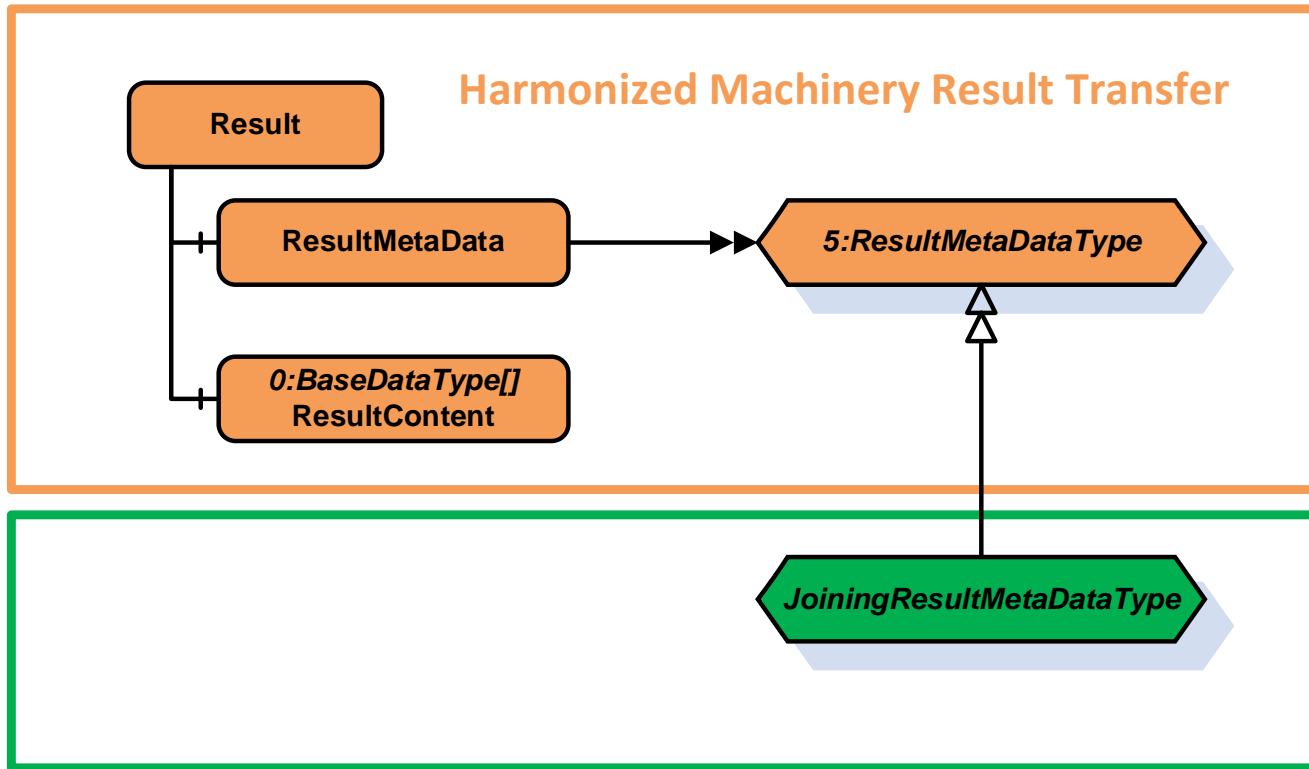 Harmonized Machinery Result Transfer
Result
ResultMetaData
5:ResultMetaDataType
0:BaseDataType[]
ResultContent
JoiningResultMetaDataType